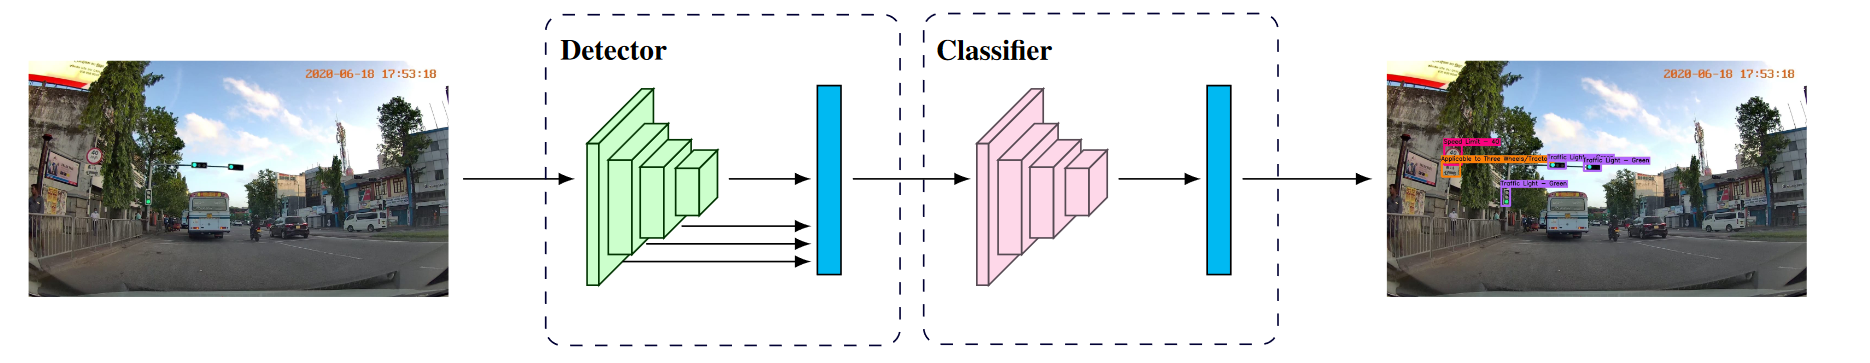 Detector
Classifier
2020-06-18 17:53:18
2020-06-18 17:53:18
40
Speed Limit - 40
Applicable to Three Wheels/Tracto
Traffic Light
Traffic Light - Green
Traffic Light - Green